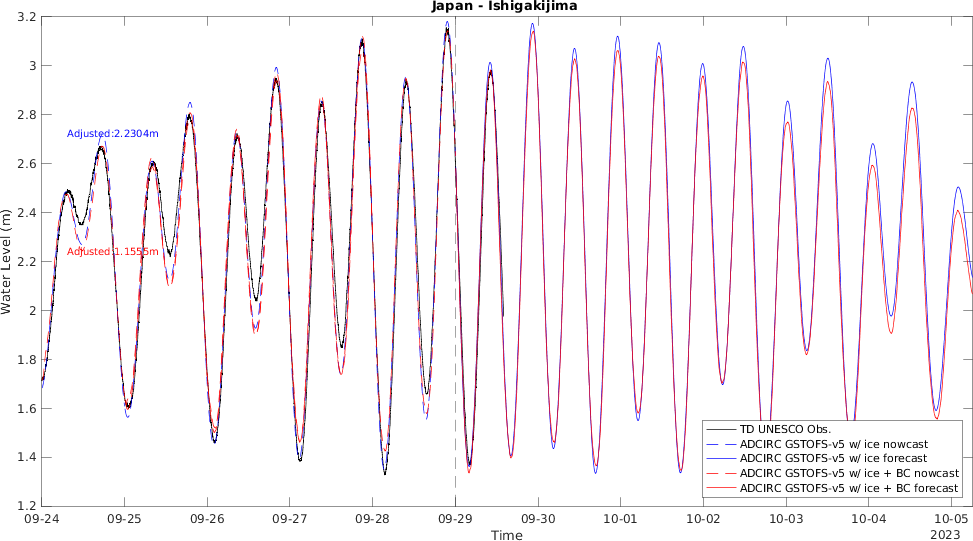 Japan - Ishigakijima
3.2
3
2.8
2.6
2.4
2.2
2
1.8
1.6
1.4
1.2
Water Level (m)
Adjusted:2.2304m
Adjusted:1.1555m
TD UNESCO Obs.
ADCIRC GSTOFS-v5 w/ ice nowcast
ADCIRC GSTOFS-v5 w/ ice forecast
ADCIRC GSTOFS-v5 w/ ice + BC nowcast
ADCIRC GSTOFS-v5 w/ ice + BC forecast
09-24 09-25 09-26 09-27 09-28 09-29 09-30 10-01 10-02 10-03 10-04 10-05
Time 2023